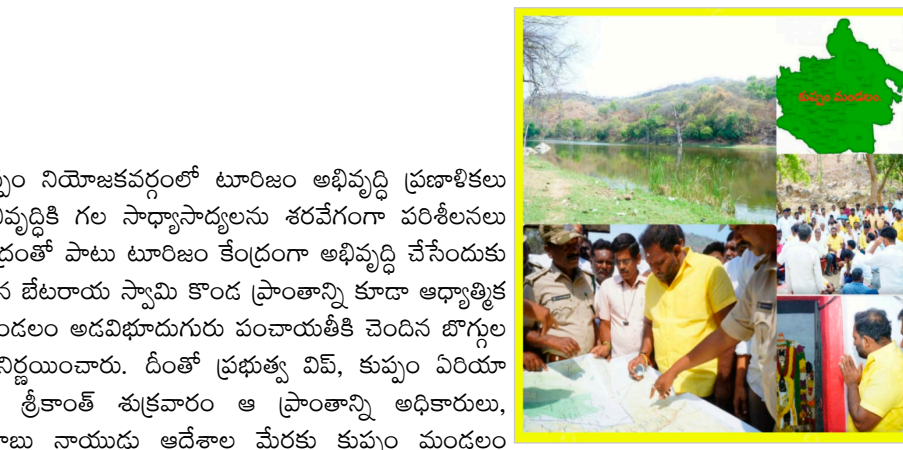 నియోజకవర్గంలో టూరిజం అభివృద్ధి ప్రణాళికలు
గల సాధ్యాసాద్యలను శరవేగంగా పరిశీలనలు
పాటు టూరిజం కేంద్రంగా అభివృద్ధి చేసేందుకు
బేటరాయ స్వామి కొండ ప్రాంతాన్ని కూడా ఆధ్యాత్మిక
అడవిభూదుగురు పంచాయతీకి చెందిన బొగ్గుల
నిర్ణయించారు. దీంతో ప్రభుత్వ విప్, కుప్పం ఏరియా
శ్రీకాంత్ శుక్రవారం ఆ ప్రాంతాన్ని అధికారులు,
నాయుడు ఆదేశాల మేరకు కుప్పం మండలం
కుప్పం మండలం